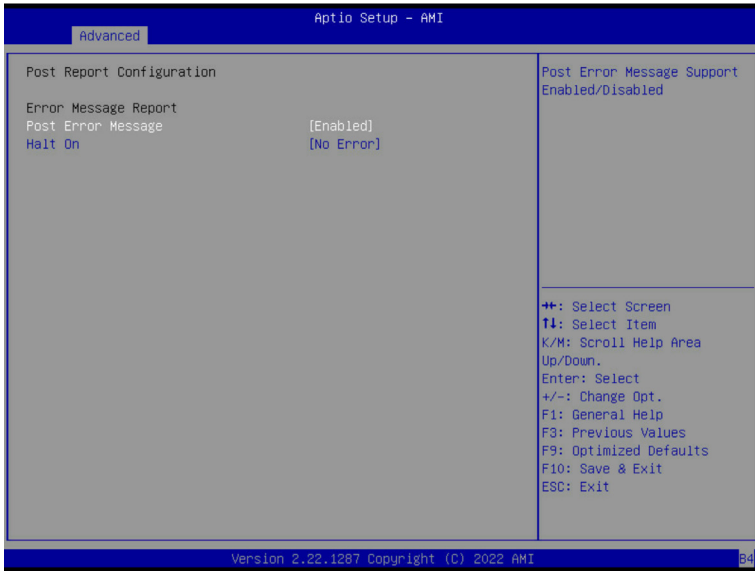 Aptio Setup – AMI
Advanced
Post Report Configuration
Error Message Report
Post Error Message [Enabled]
Halt On [No Error]
Post Error Message Support
Enabled/Disabled
→←: Select Screen
↑↓: Select Item
K/M: Scroll Help Area
Up/Down.
Enter: Select
+/-: Change Opt.
F1: General Help
F3: Previous Values
F9: Optimized Defaults
F10: Save & Exit
ESC: Exit
Version 2.22.1287 Copyright (C) 2022 AMI
B4